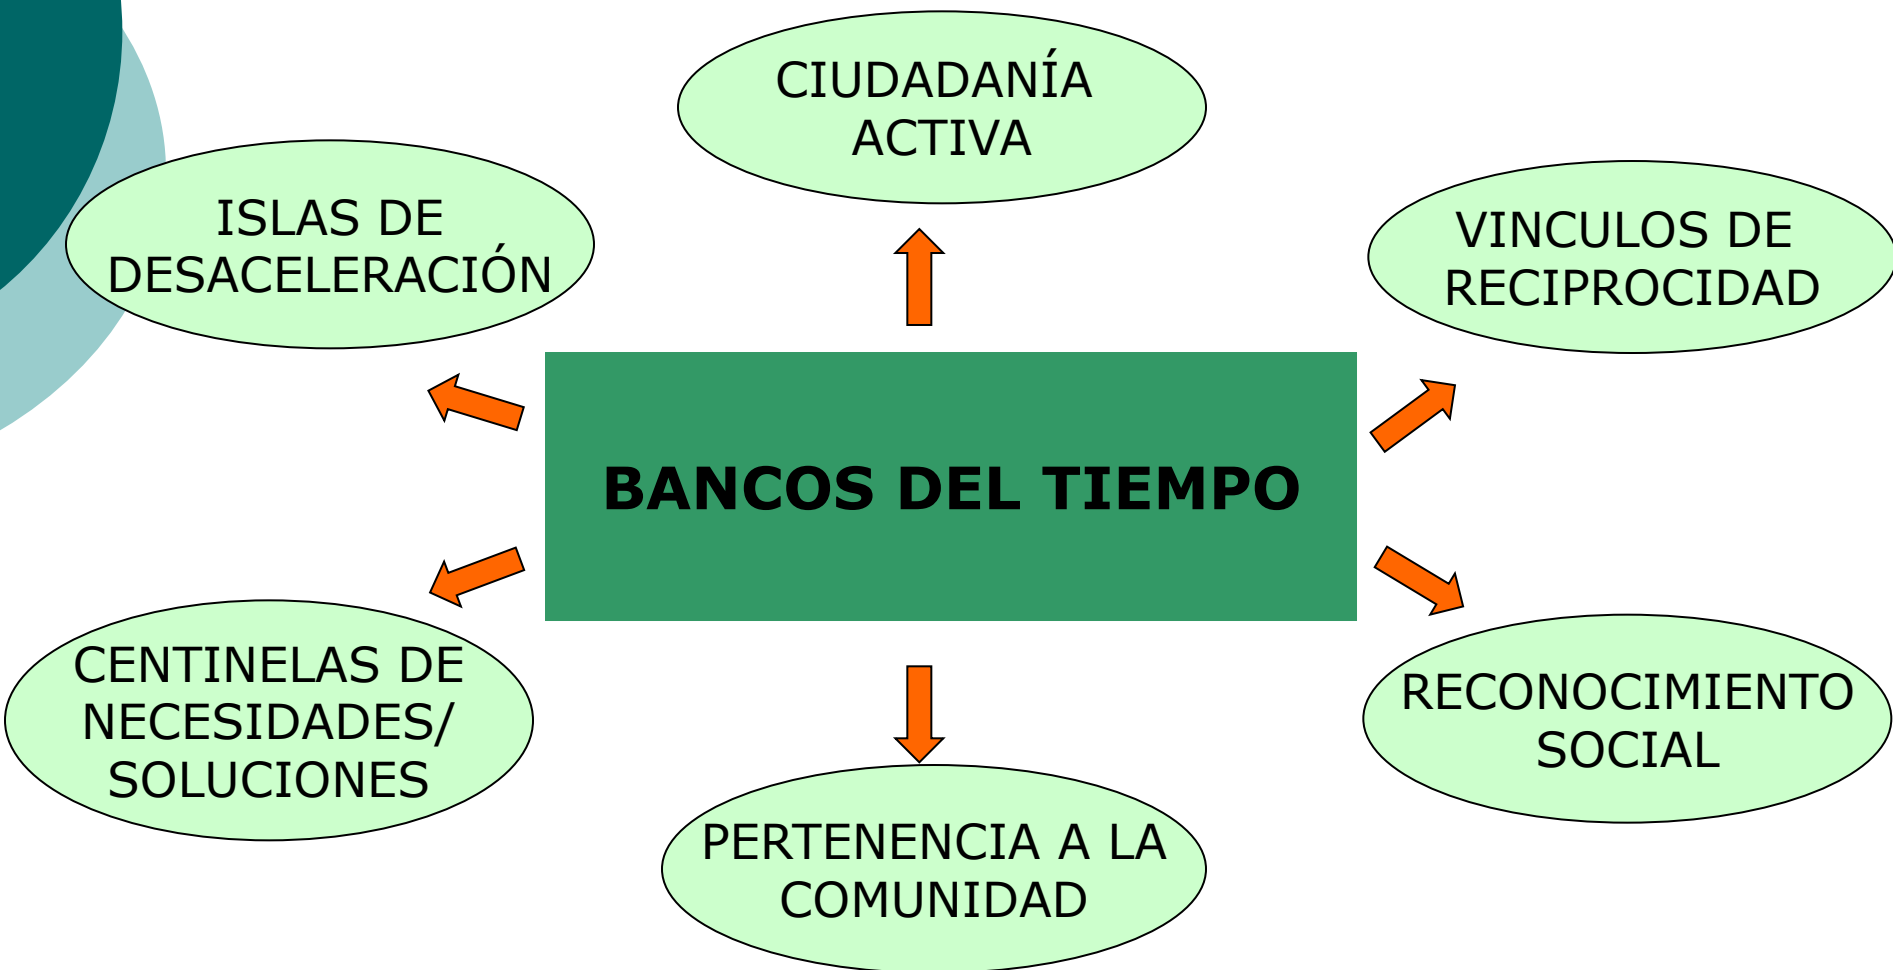 CIUDADANÍA
ACTIVA
ISLAS DE
DESACELERACIÓN
VINCULOS DE
RECIPROCIDAD
BANCOS DEL TIEMPO
CENTINELAS DE
NECESIDADES/
SOLUCIONES
RECONOCIMIENTO
SOCIAL
PERTENENCIA A LA
COMUNIDAD